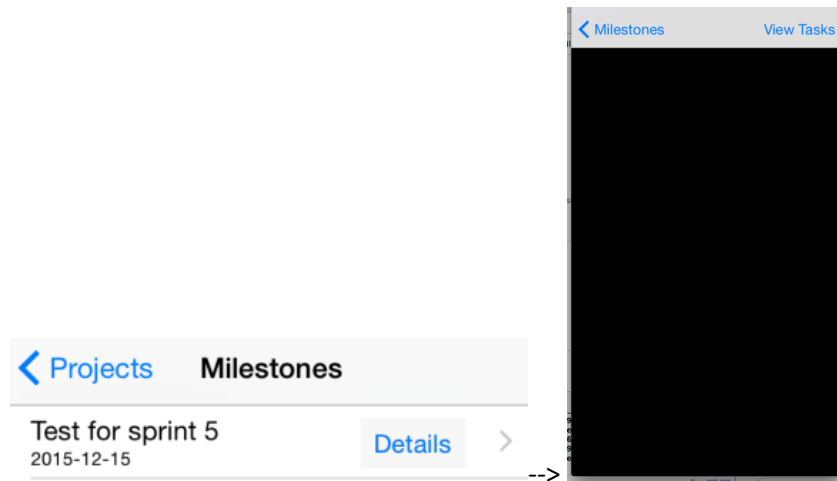 Projects Milestones
Test for sprint 5
2015-12-15
Details
-->
Milestones View Tasks